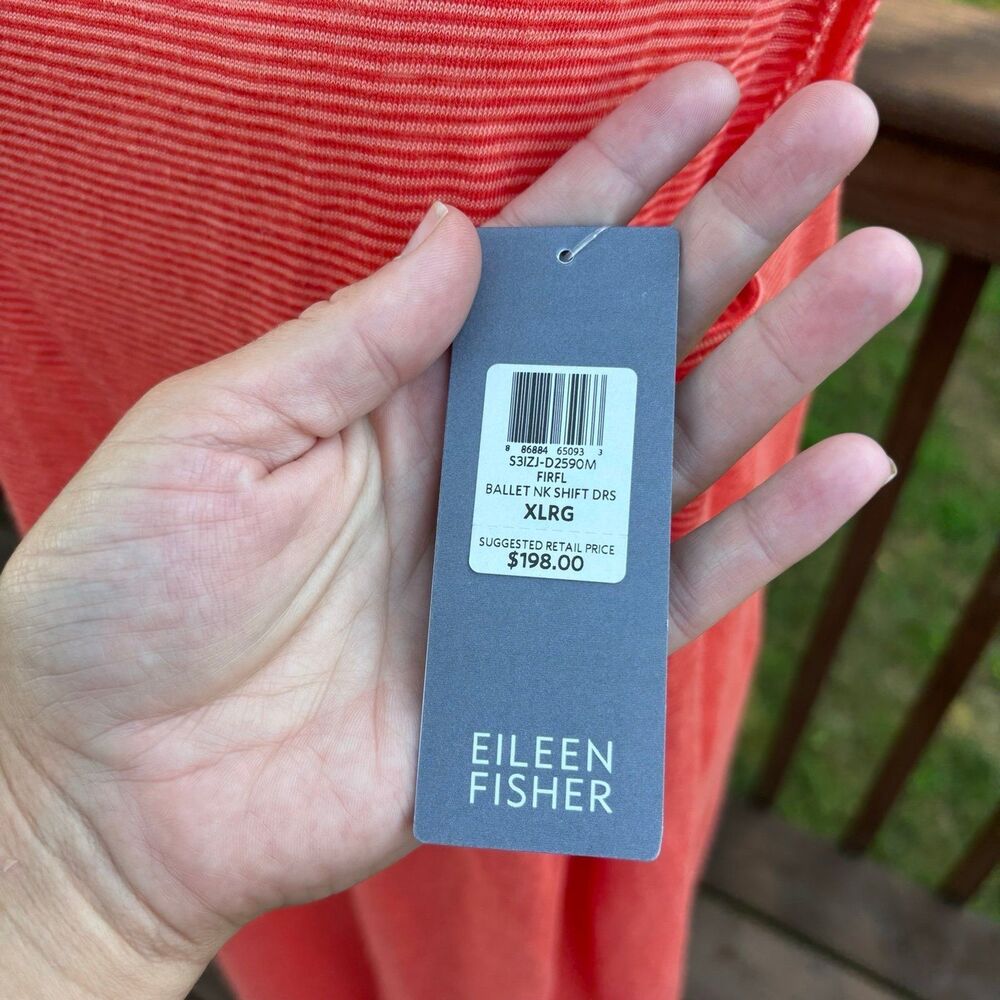 8 86884 65093 3
S3IZJ-D2590M
FIRFL
BALLET NK SHIFT DRS
XLRG
SUGGESTED RETAIL PRICE
$198.00
EILEEN
FISHER